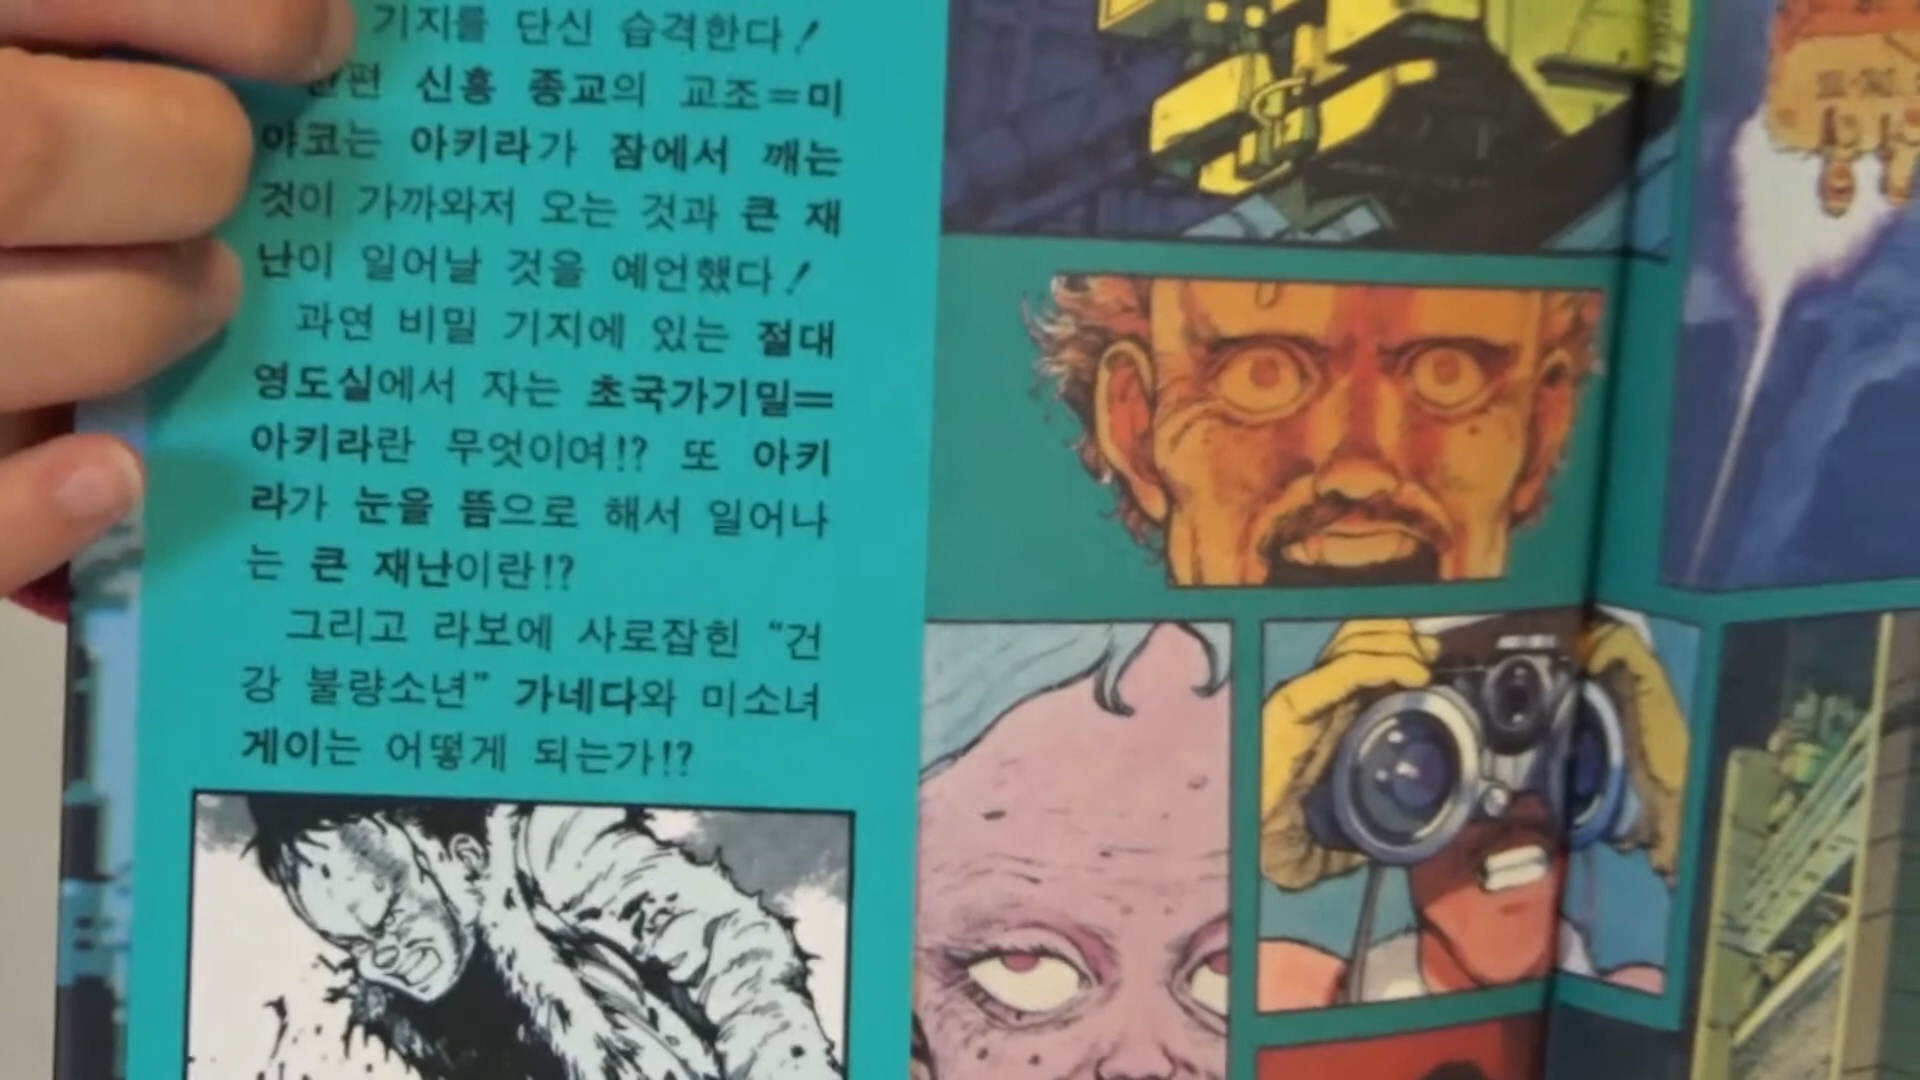 기지를 단신 습격한다!
한편 신흥 종교의 교조=미
야코는 아키라가 잠에서 깨는
것이 가까와저 오는 것과 큰 재
난이 일어날 것을 예언했다!
과연 비밀 기지에 있는 절대
영도실에서 자는 초국가기밀=
아키라란 무엇이여!? 또 아키
라가 눈을 뜸으로 해서 일어나
는 큰 재난이란!?
그리고 라보에 사로잡힌 “건
강 불량소년” 가네다와 미소녀
게이는 어떻게 되는가!?